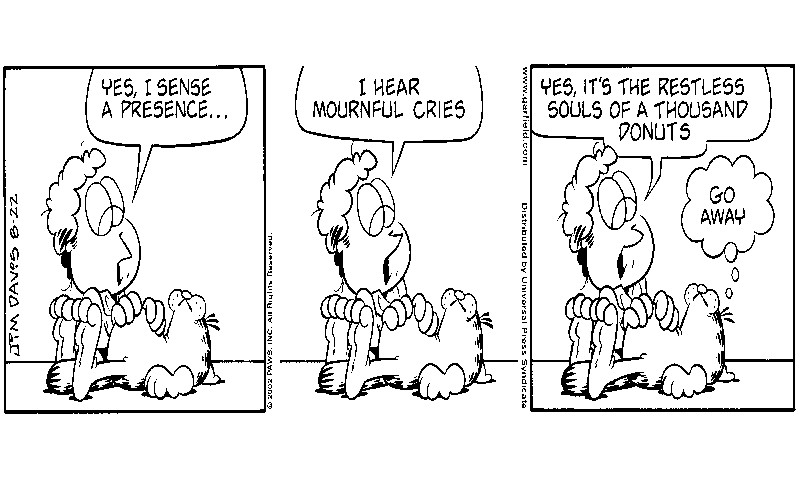 YES, I SENSE
A PRESENCE...
JIM DAVIS 8-22
I HEAR
MOURNFUL CRIES
© 2002 PAWS, INC. All Rights Reserved.
YES, IT'S THE RESTLESS
SOULS OF A THOUSAND
DONUTS
GO
AWAY
www.garfield.com
Distributed by Universal Press Syndicate